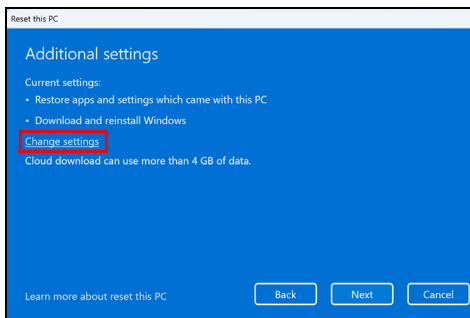 Reset this PC
Additional settings
Current settings:
• Restore apps and settings which came with this PC
• Download and reinstall Windows
Change settings
Cloud download can use more than 4 GB of data.
Learn more about reset this PC
Back
Next
Cancel